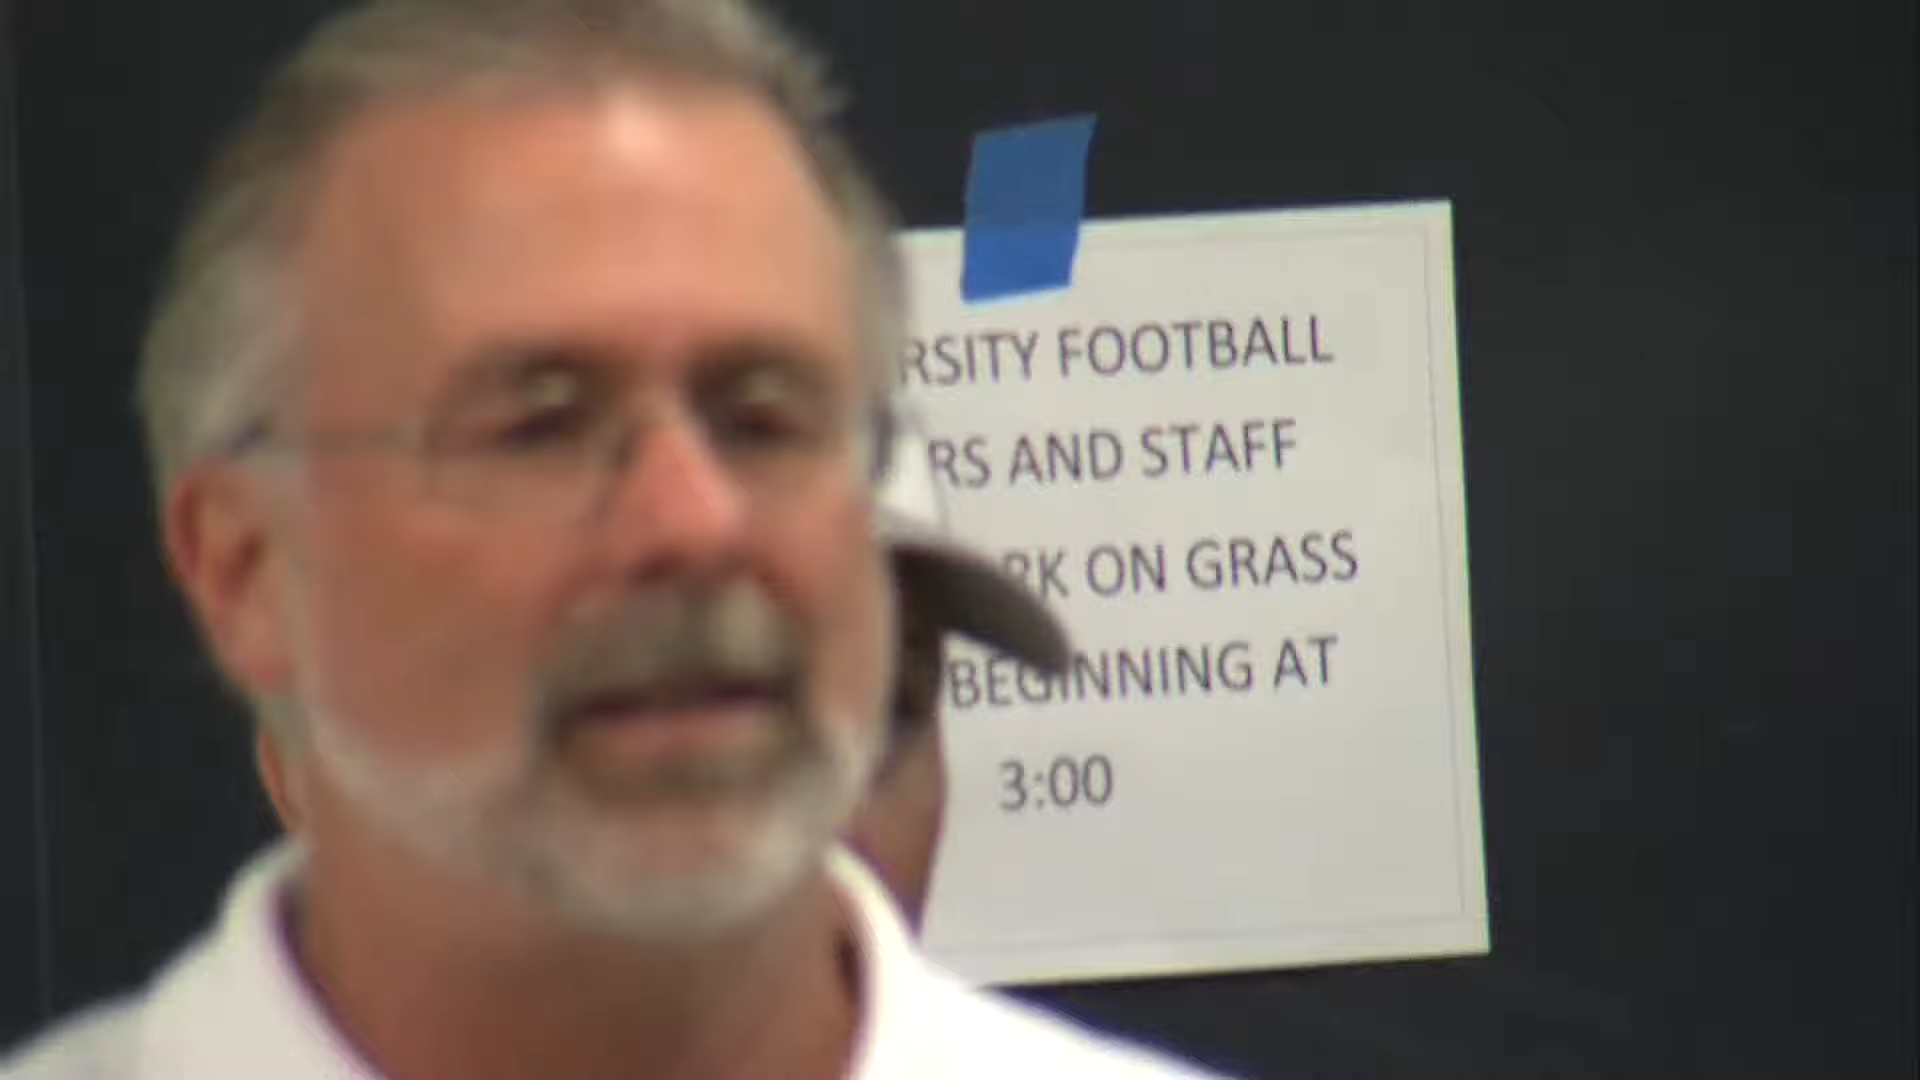 RSITY FOOTBALL
RS AND STAFF
RK ON GRASS
BEGINNING AT
3:00